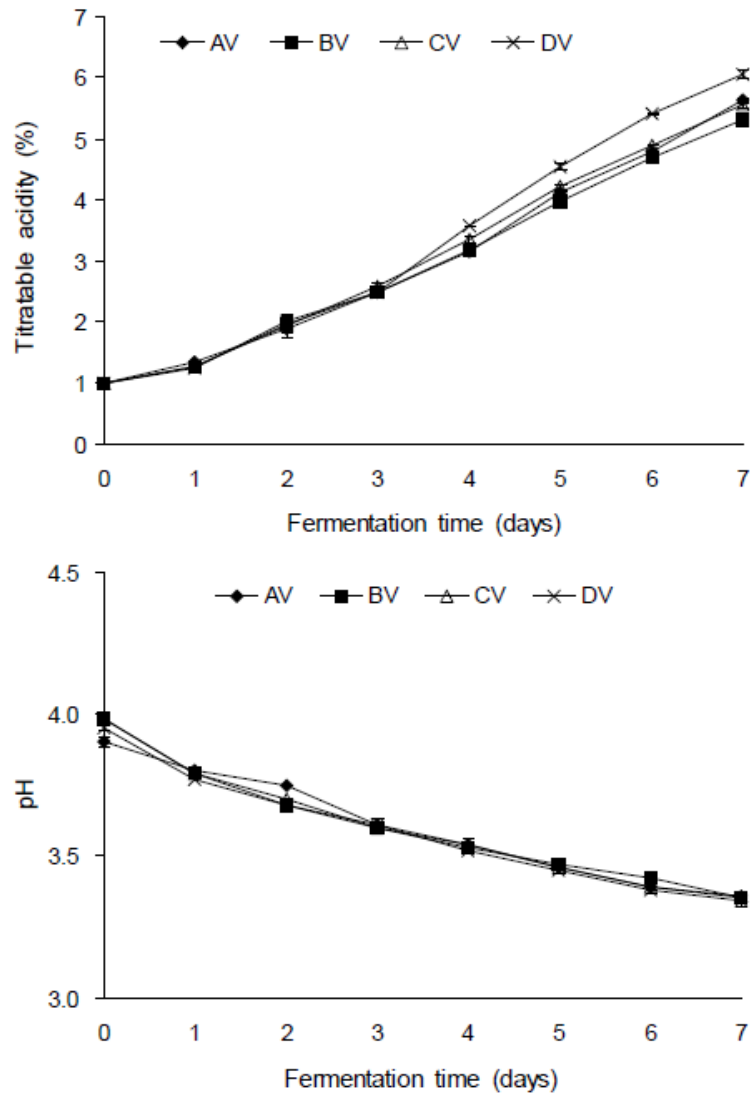 7
AV BV CV DV
6
5
4
3
2
1
0
Titratable acidity (%)
0 1 2 3 4 5 6 7
Fermentation time (days)
4.5
AV BV CV DV
4.0
3.5
3.0
pH
0 1 2 3 4 5 6 7
Fermentation time (days)